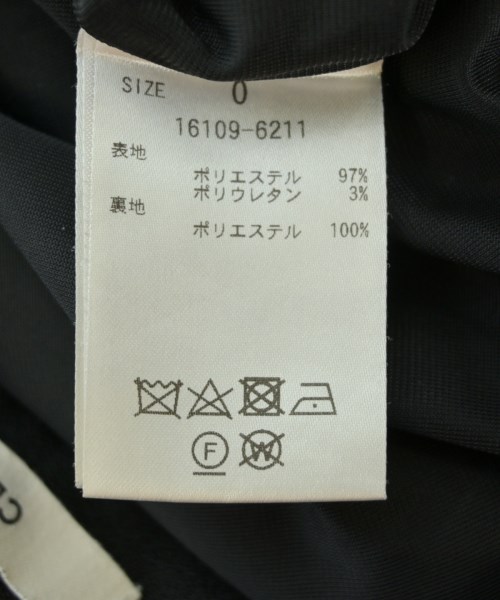 SIZE 0
16109-6211
表地
ポリエステル 97%
ポリウレタン 3%
裏地
ポリエステル 100%
F
W